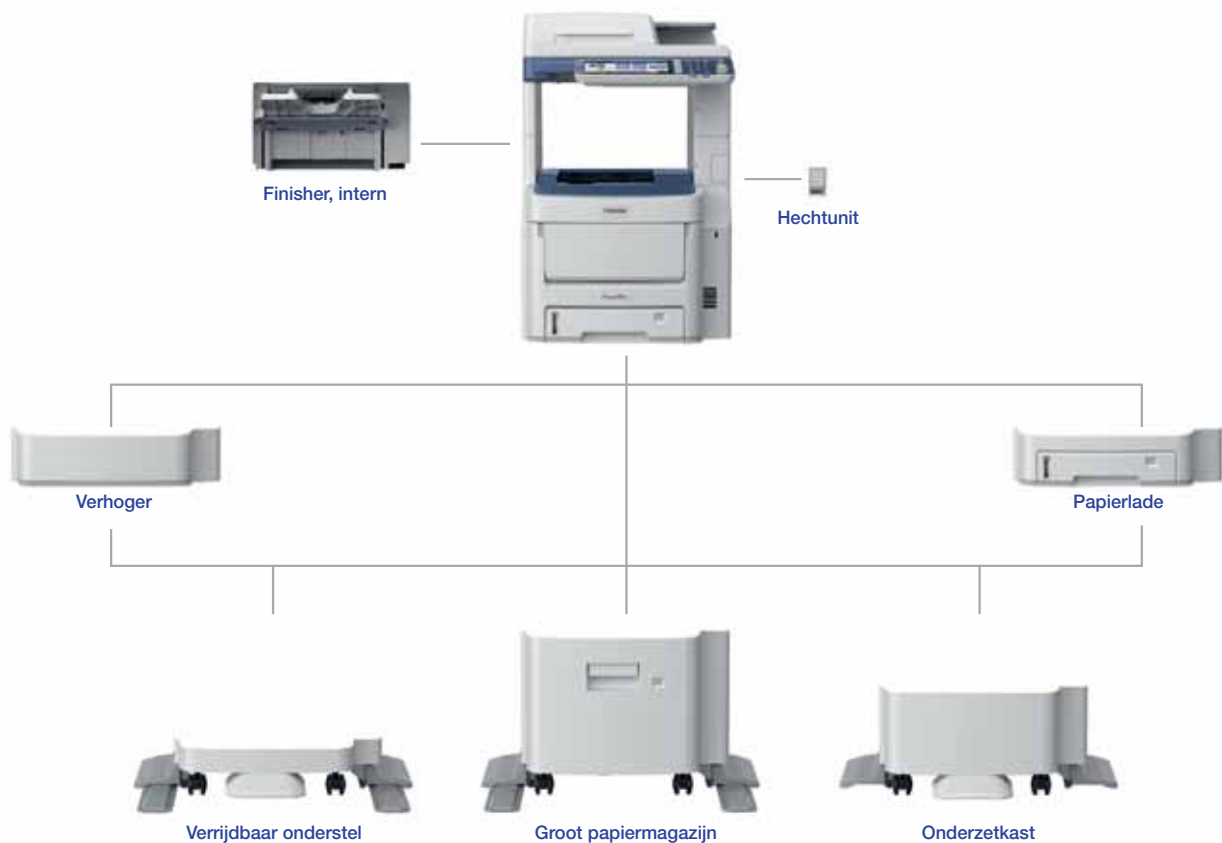 Finisher, intern
Hechtunit
Verhoger
Papierlade
Verrijdbaar onderstel
Groot papiermagazijn
Onderzetkast